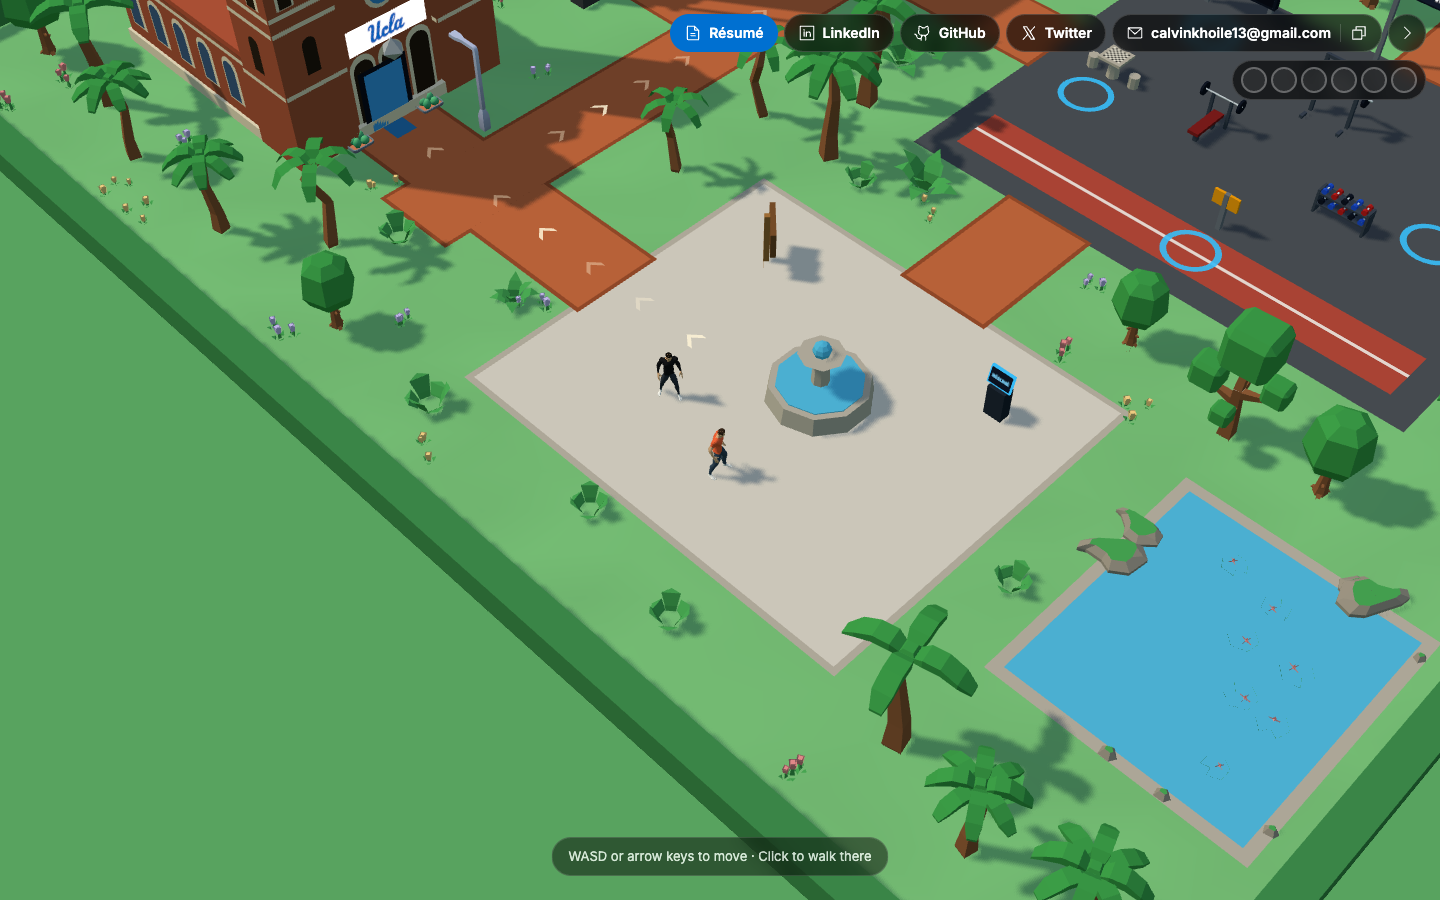 Ucla
Résumé
LinkedIn
GitHub
Twitter
calvinkhoile13@gmail.com
WASD or arrow keys to move · Click to walk there